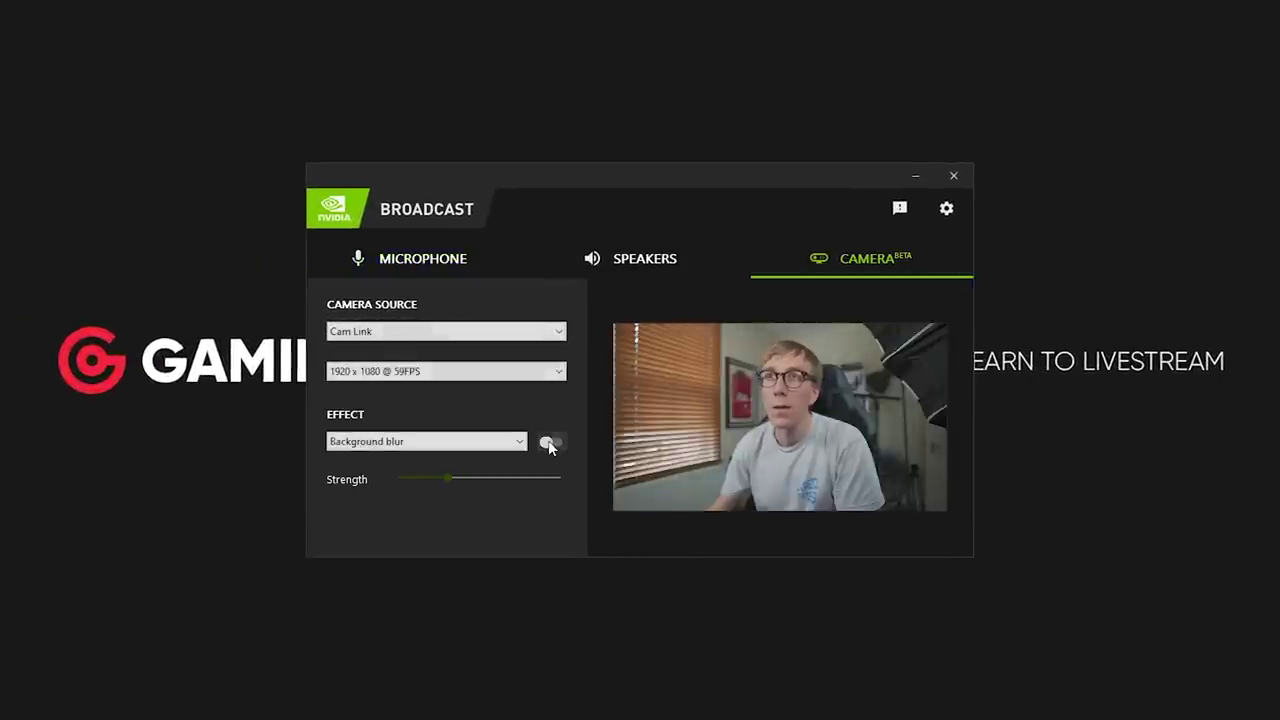 NVIDIA
BROADCAST
MICROPHONE
SPEAKERS
CAMERA BETA
CAMERA SOURCE
Cam Link
1920 x 1080 @ 59FPS
EFFECT
Background blur
Strength
GAMI
EARN TO LIVESTREAM